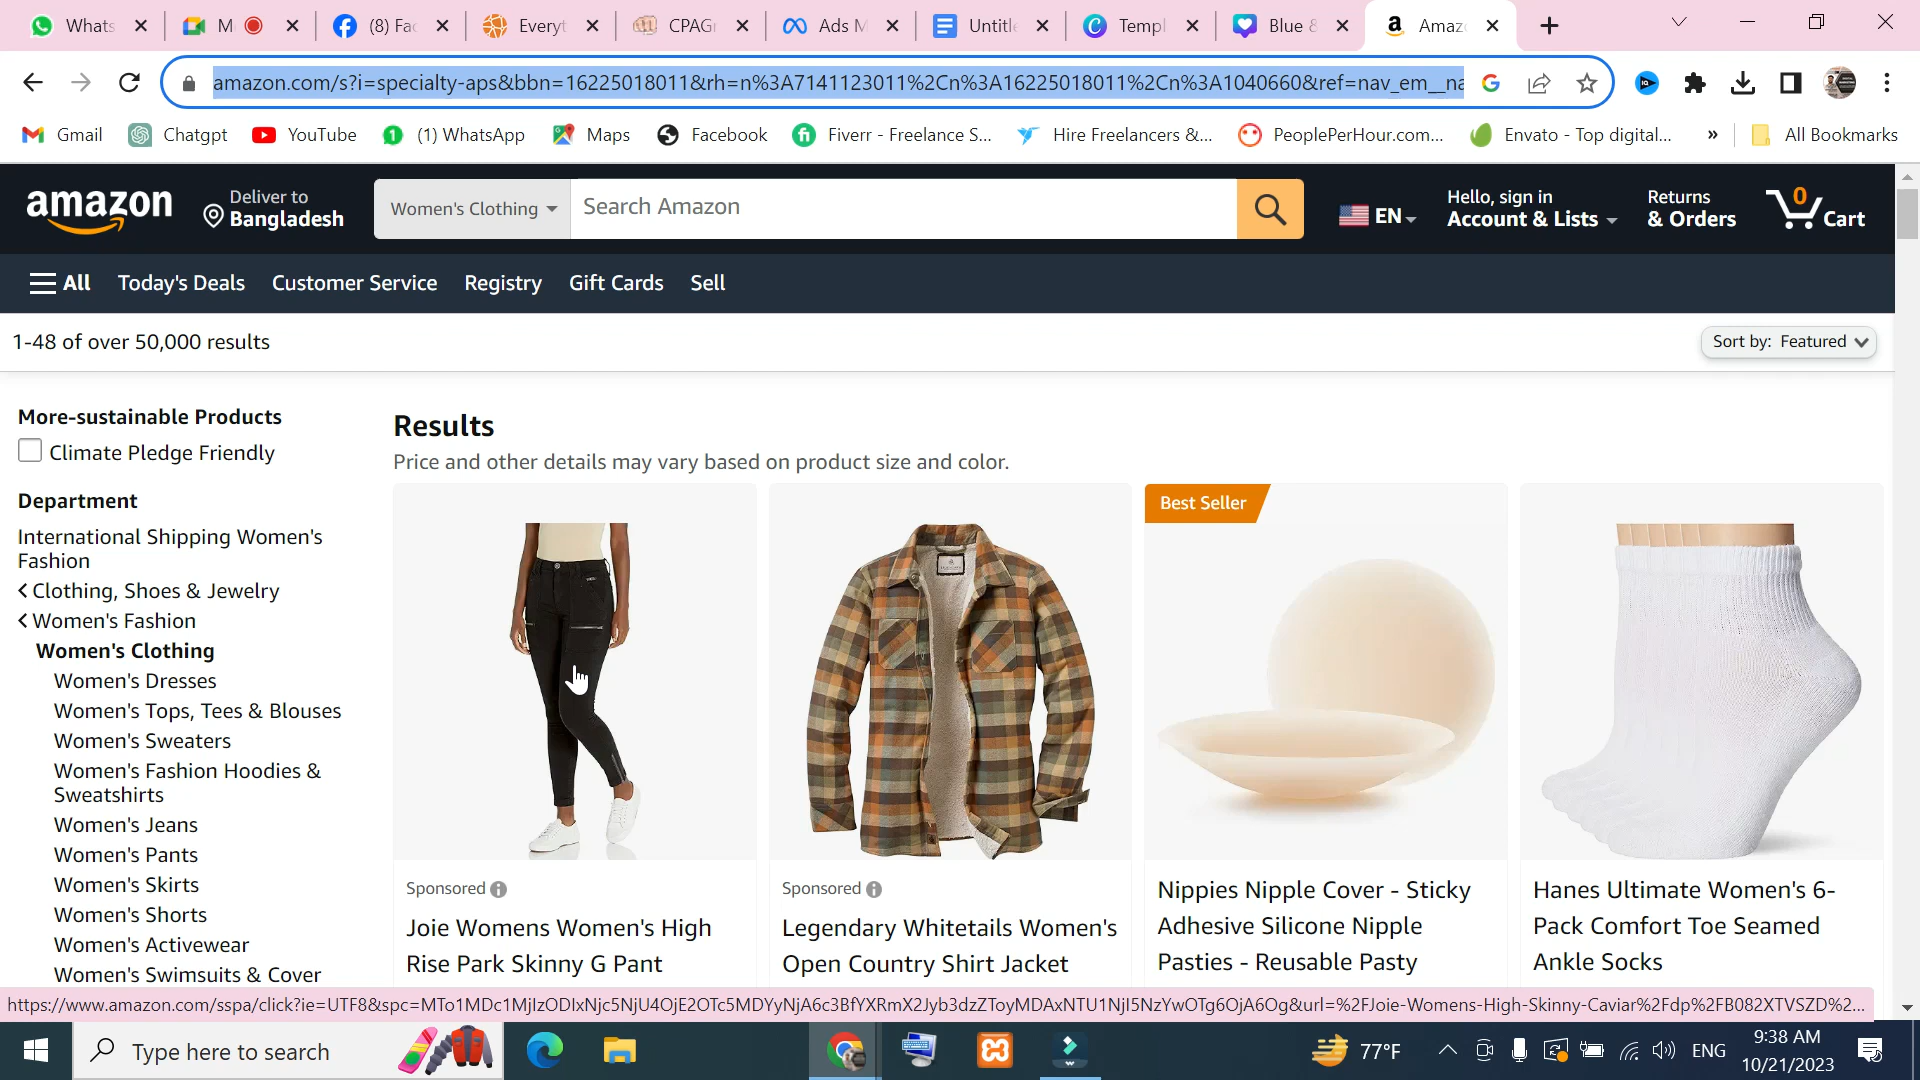 Whats
M
(8) Fac
Everyt
CPAGr
Ads M
Untitle
Templ
Blue &
Amaz
amazon.com/s?i=specialty-aps&bbn=16225018011&rh=n%3A7141123011%2Cn%3A16225018011%2Cn%3A1040660&ref=nav_em__na
Gmail
Chatgpt
YouTube
(1) WhatsApp
Maps
Facebook
Fiverr - Freelance S...
Hire Freelancers &...
PeoplePerHour.com...
Envato - Top digital...
»
All Bookmarks
amazon
Deliver to
Bangladesh
Women's Clothing
Search Amazon
EN
Hello, sign in
Account & Lists
Returns
& Orders
0
Cart
All
Today's Deals
Customer Service
Registry
Gift Cards
Sell
1-48 of over 50,000 results
Sort by: Featured
More-sustainable Products
Climate Pledge Friendly
Department
International Shipping Women's
Fashion
Clothing, Shoes & Jewelry
Women's Fashion
Women's Clothing
Women's Dresses
Women's Tops, Tees & Blouses
Women's Sweaters
Women's Fashion Hoodies &
Sweatshirts
Women's Jeans
Women's Pants
Women's Skirts
Women's Shorts
Women's Activewear
Women's Swimsuits & Cover
Results
Price and other details may vary based on product size and color.
Sponsored
Joie Womens Women's High
Rise Park Skinny G Pant
Sponsored
Legendary Whitetails Women's
Open Country Shirt Jacket
Best Seller
Nippies Nipple Cover - Sticky
Adhesive Silicone Nipple
Pasties - Reusable Pasty
Hanes Ultimate Women's 6-
Pack Comfort Toe Seamed
Ankle Socks
https://www.amazon.com/sspa/click?ie=UTF8&spc=MTo1MDc1MjIzODIxNjc5NjU4OjE2OTc5MDYyNjA6c3BfYXRmX2Jyb3dzZToyMDAxNTU1NjI5NzYwOTg6OjA6Og&url=%2FJoie-Womens-High-Skinny-Caviar%2Fdp%2FB082XTVSZD%2...
Type here to search
77°F
ENG
9:38 AM
10/21/2023